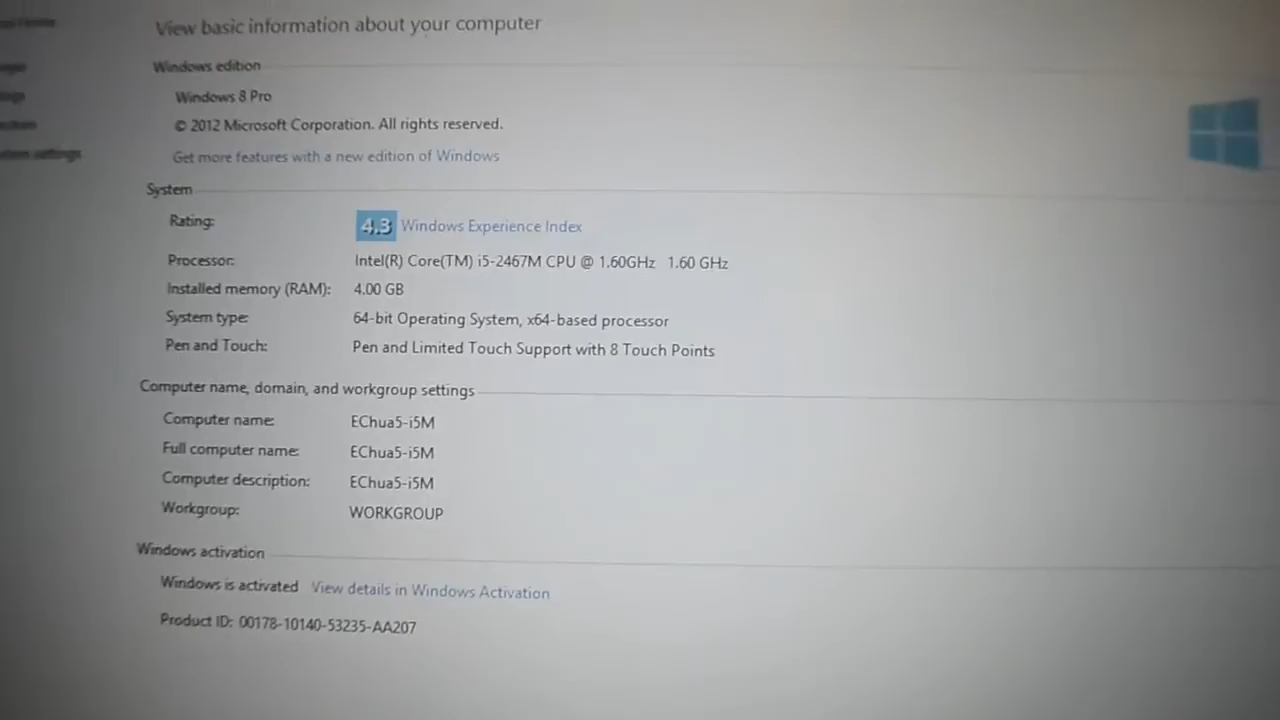 View basic information about your computer
Windows edition
Windows 8 Pro
© 2012 Microsoft Corporation. All rights reserved.
Get more features with a new edition of Windows
System
Rating: 4.3 Windows Experience Index
Processor: Intel(R) Core(TM) i5-2467M CPU @ 1.60GHz 1.60 GHz
Installed memory (RAM): 4.00 GB
System type: 64-bit Operating System, x64-based processor
Pen and Touch: Pen and Limited Touch Support with 8 Touch Points
Computer name, domain, and workgroup settings
Computer name: EChua5-i5M
Full computer name: EChua5-i5M
Computer description: EChua5-i5M
Workgroup: WORKGROUP
Windows activation
Windows is activated View details in Windows Activation
Product ID: 00178-10140-53235-AA207
settings